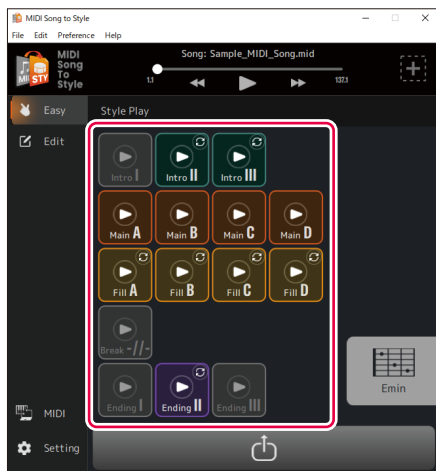 MIDI Song to Style
File Edit Preference Help
MIDI
Song
To
Style
MI STY
Song: Sample_MIDI_Song.mid
1.1
137.1
Easy
Style Play
Edit
Intro I
Intro II
Intro III
Main A
Main B
Main C
Main D
Fill A
Fill B
Fill C
Fill D
Break -//-
Ending I
Ending II
Ending III
Emin
MIDI
Setting